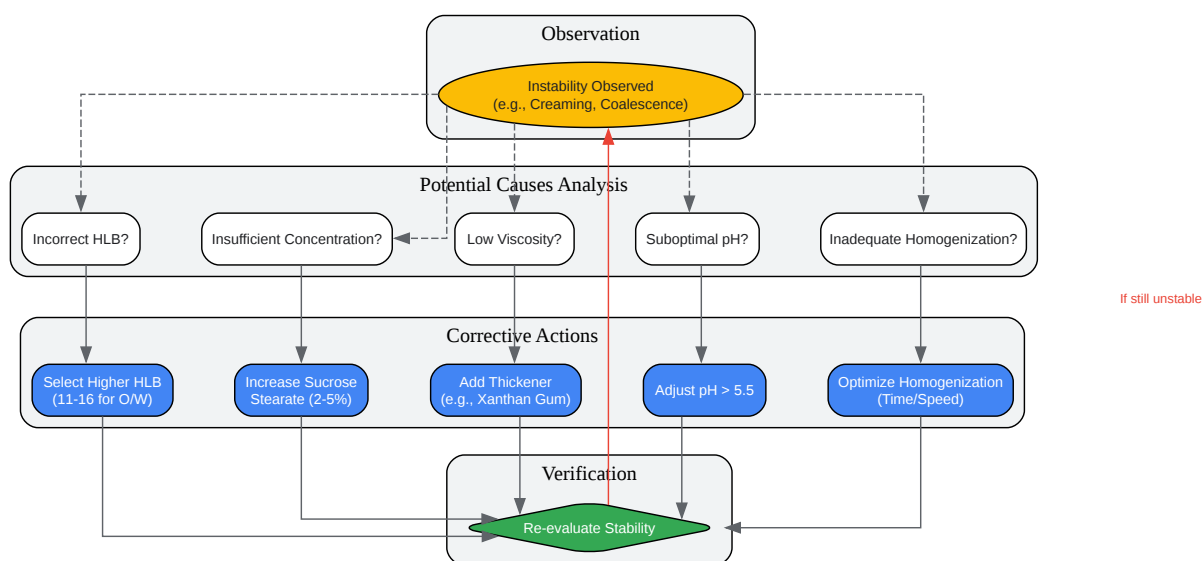 Observation
Instability Observed
(e.g., Creaming, Coalescence)
Potential Causes Analysis
Incorrect HLB?
Insufficient Concentration?
Low Viscosity?
Suboptimal pH?
Inadequate Homogenization?
If still unstable
Corrective Actions
Select Higher HLB
(11-16 for O/W)
Increase Sucrose
Stearate (2-5%)
Add Thickener
(e.g., Xanthan Gum)
Adjust pH > 5.5
Optimize Homogenization
(Time/Speed)
Verification
Re-evaluate Stability